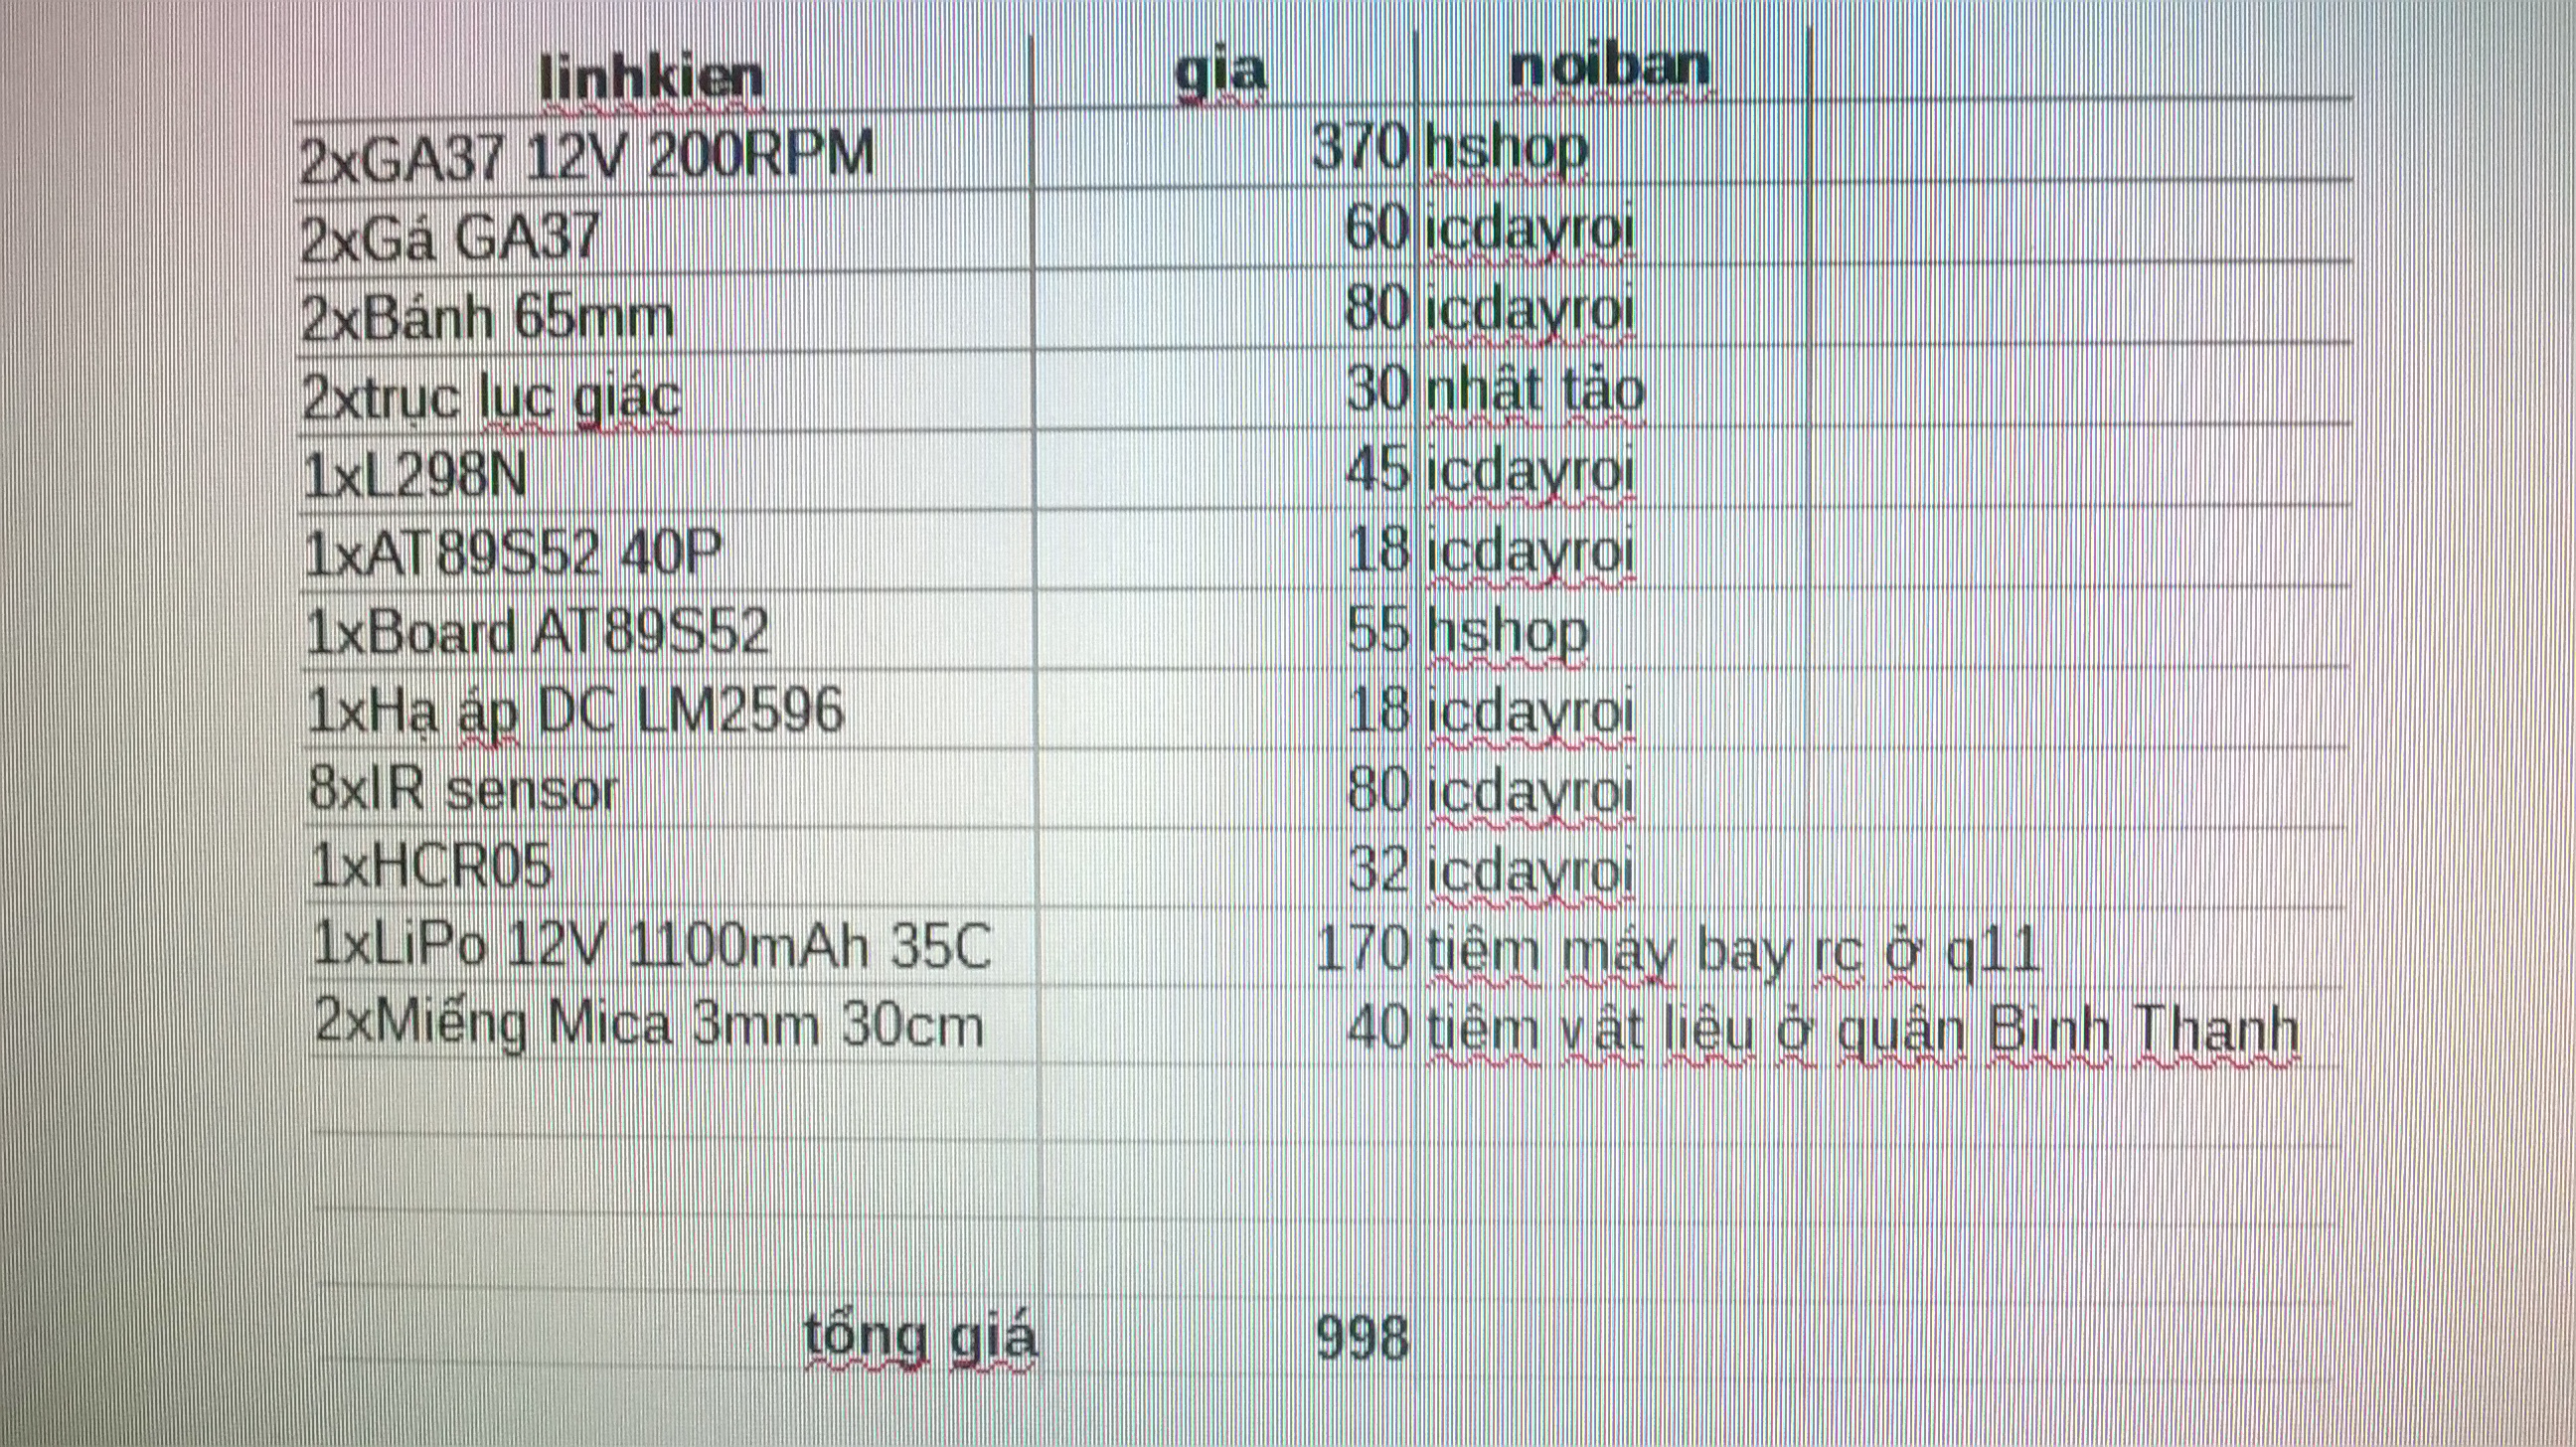 linhkien gia noiban
2xGA37 12V 200RPM 370 hshop
2xGá GA37 60 icdayroi
2xBánh 65mm 80 icdayroi
2xtrục lục giác 30 nhật tảo
1xL298N 45 icdayroi
1xAT89S52 40P 18 icdayroi
1xBoard AT89S52 55 hshop
1xHạ áp DC LM2596 18 icdayroi
8xIR sensor 80 icdayroi
1xHCR05 32 icdayroi
1xLiPo 12V 1100mAh 35C 170 tiệm máy bay rc ở q11
2xMiếng Mica 3mm 30cm 40 tiệm vật liệu ở quận Bình Thạnh
tổng giá 998